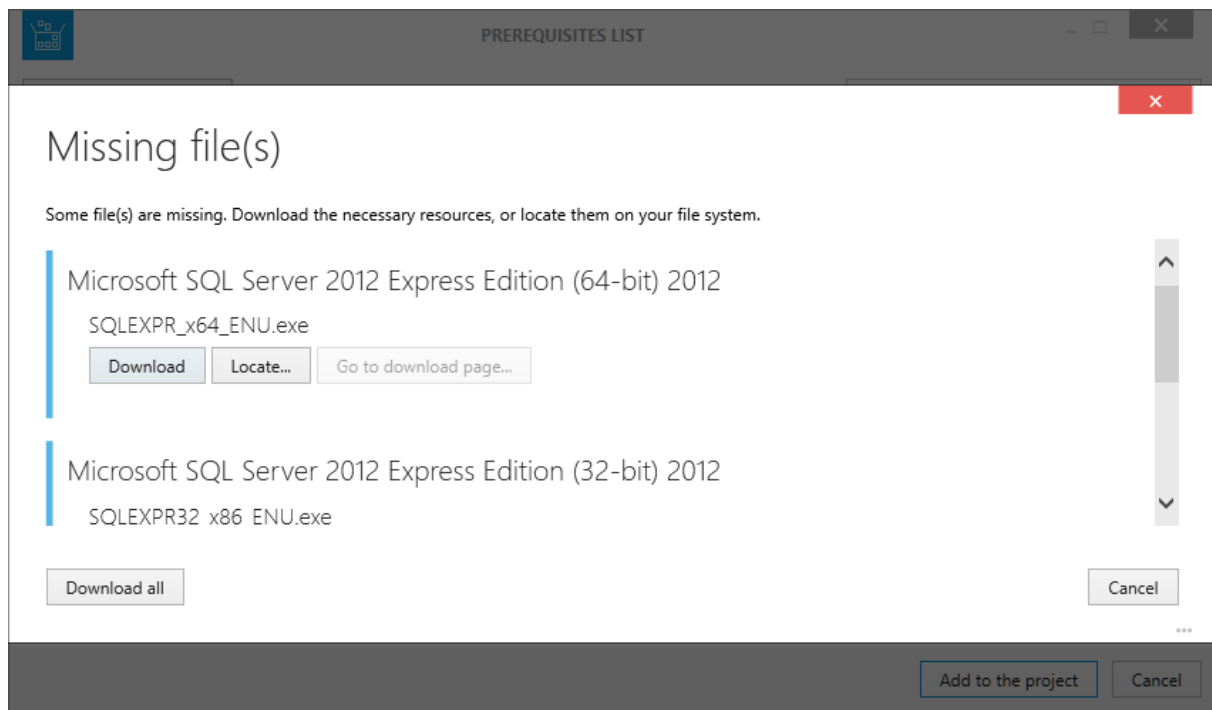 PREREQUISITES LIST
Missing file(s)
Some file(s) are missing. Download the necessary resources, or locate them on your file system.
Microsoft SQL Server 2012 Express Edition (64-bit) 2012
SQLEXPR_x64_ENU.exe
Download Locate... Go to download page...
Microsoft SQL Server 2012 Express Edition (32-bit) 2012
SQLEXPR32_x86_ENU.exe
Download all Cancel
Add to the project Cancel